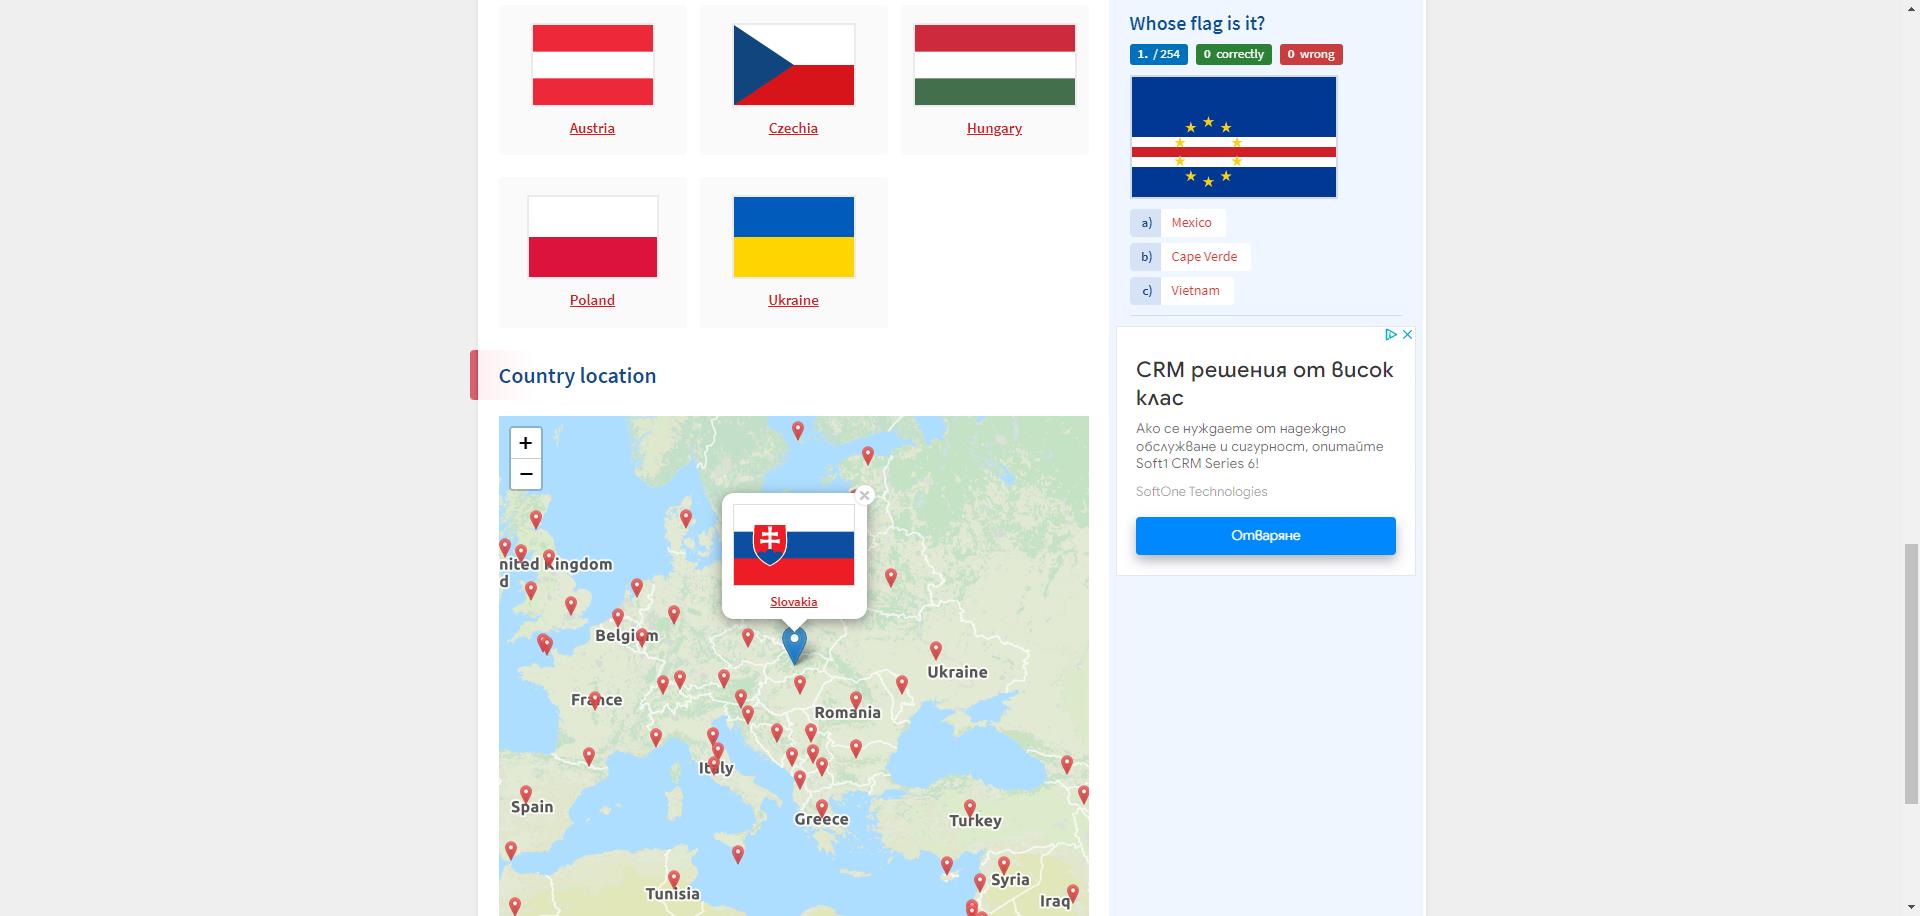 Austria
Czechia
Hungary
Poland
Ukraine
Country location
+
−
nited Kingdom
d
Belgium
Ukraine
France
Romania
Italy
Spain
Greece
Turkey
Tunisia
Syria
Iraq
×
Slovakia
Whose flag is it?
1. / 254
0 correctly
0 wrong
a) Mexico
b) Cape Verde
c) Vietnam
CRM решения от висок
клас
Ако се нуждаете от надеждно
обслужване и сигурност, опитайте
Soft1 CRM Series 6!
SoftOne Technologies
Отваряне